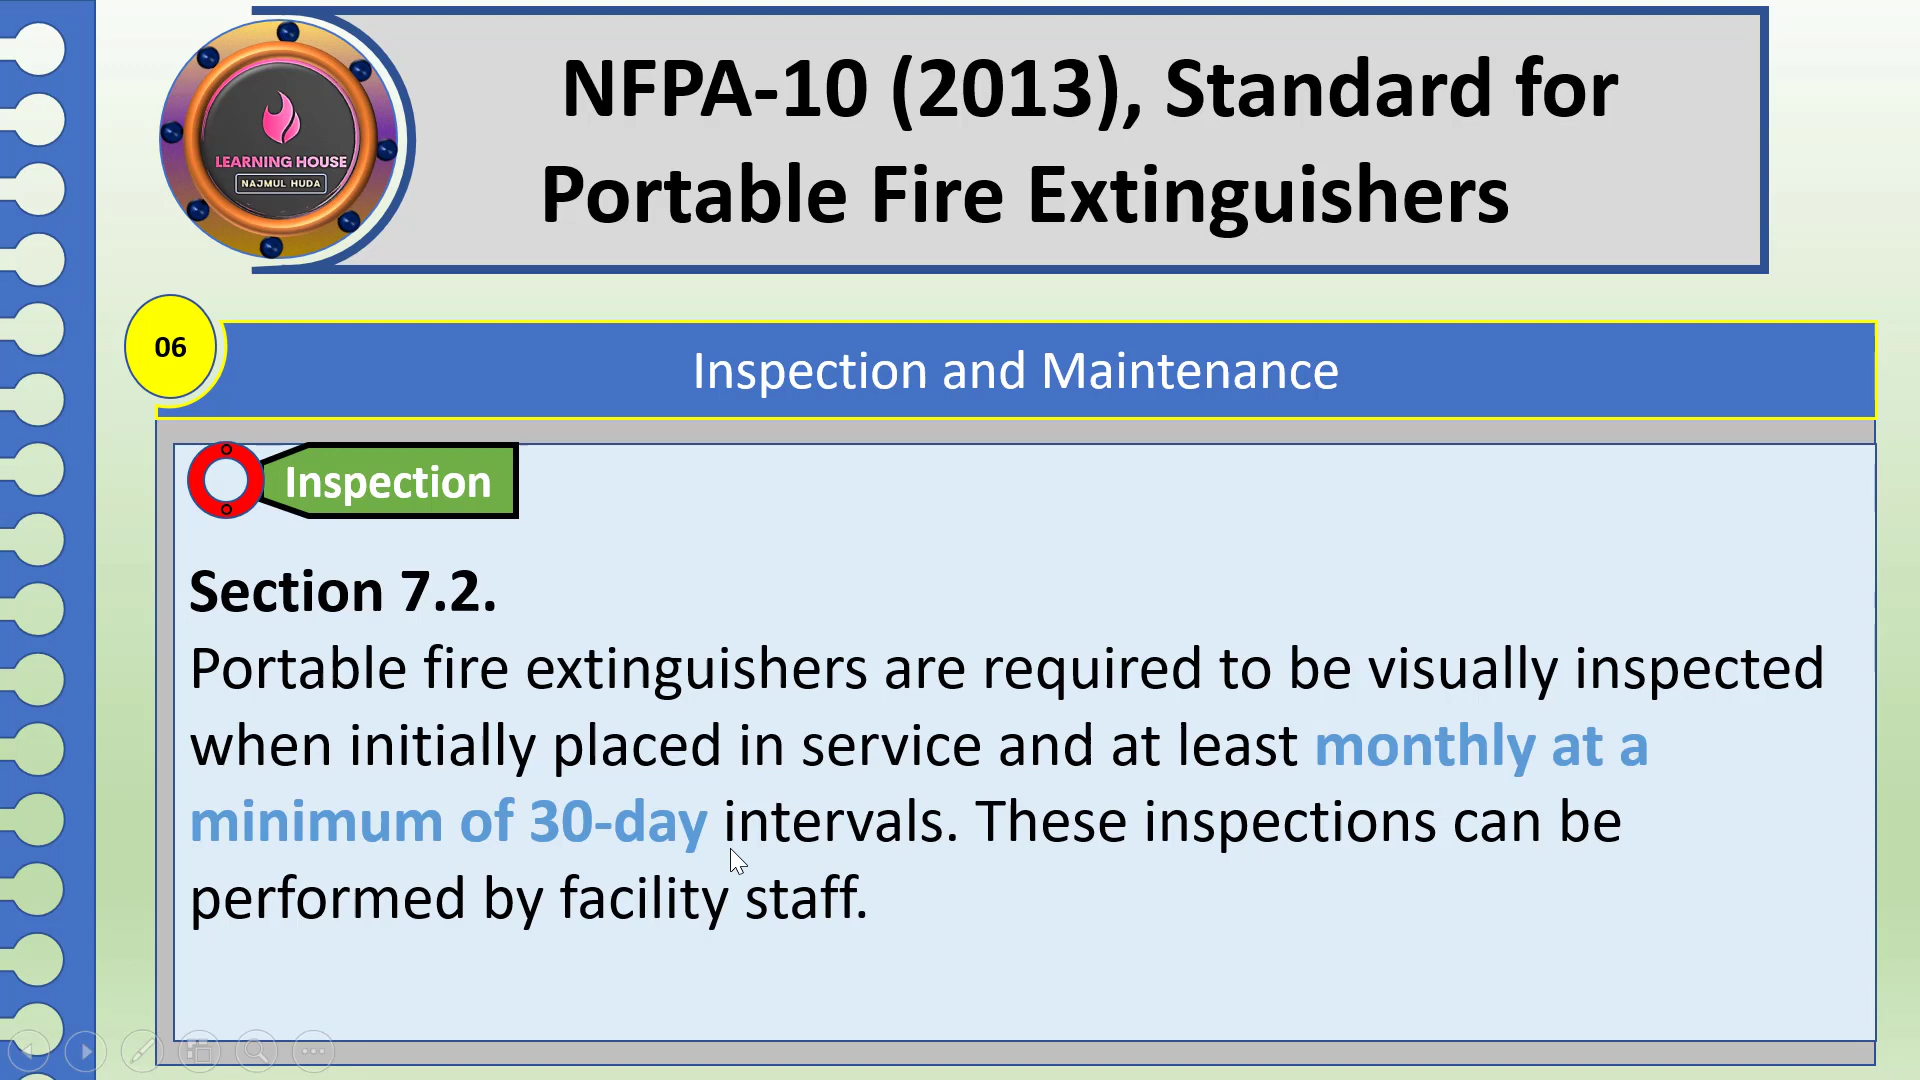 NFPA-10 (2013), Standard for
Portable Fire Extinguishers
LEARNING HOUSE
NAJMUL HUDA
06
Inspection and Maintenance
Inspection
Section 7.2.
Portable fire extinguishers are required to be visually inspected
when initially placed in service and at least monthly at a
minimum of 30-day intervals. These inspections can be
performed by facility staff.